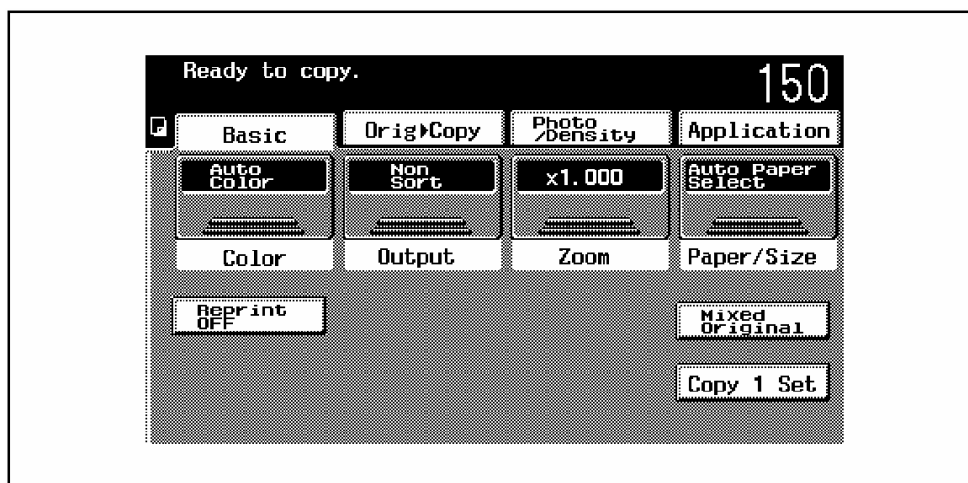 Ready to copy.
150
Basic
Orig▶Copy
Photo
/Density
Application
Auto
Color
Non
Sort
x1.000
Auto Paper
Select
Color
Output
Zoom
Paper/Size
Reprint
OFF
Mixed
Original
Copy 1 Set